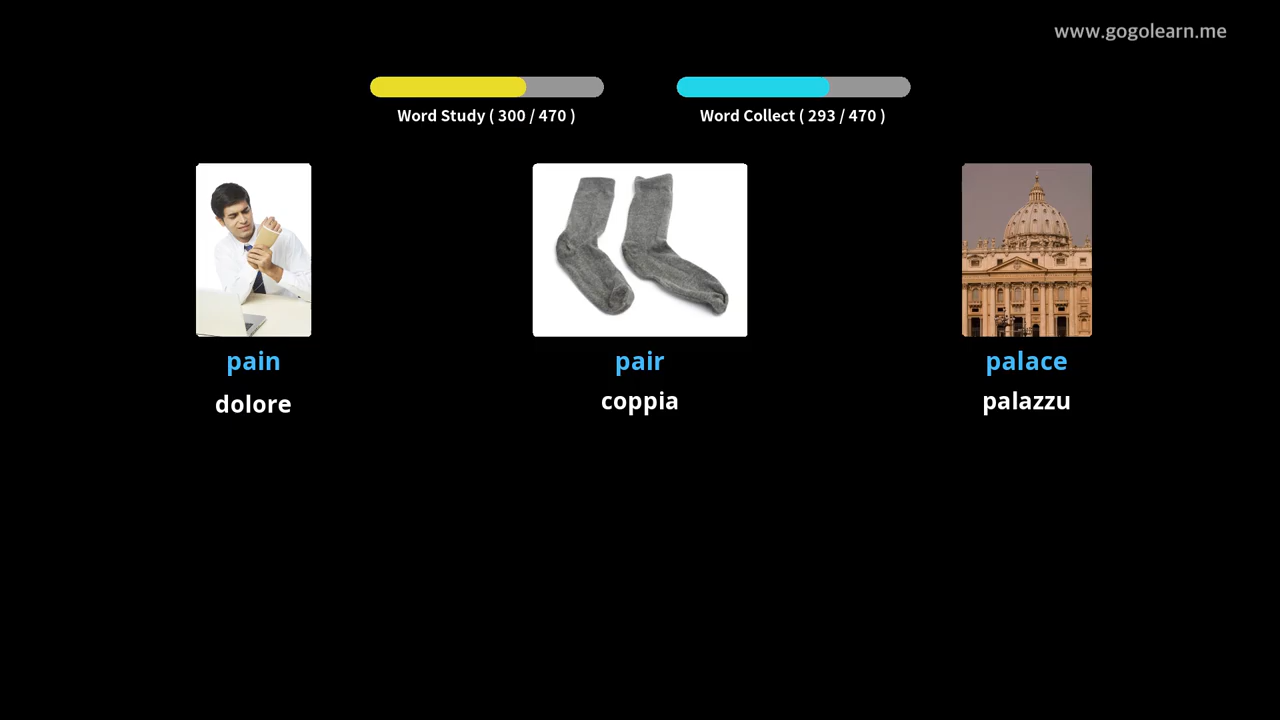 www.gogolearn.me
Word Study ( 300 / 470 )
Word Collect ( 293 / 470 )
pain
dolore
pair
coppia
palace
palazzu